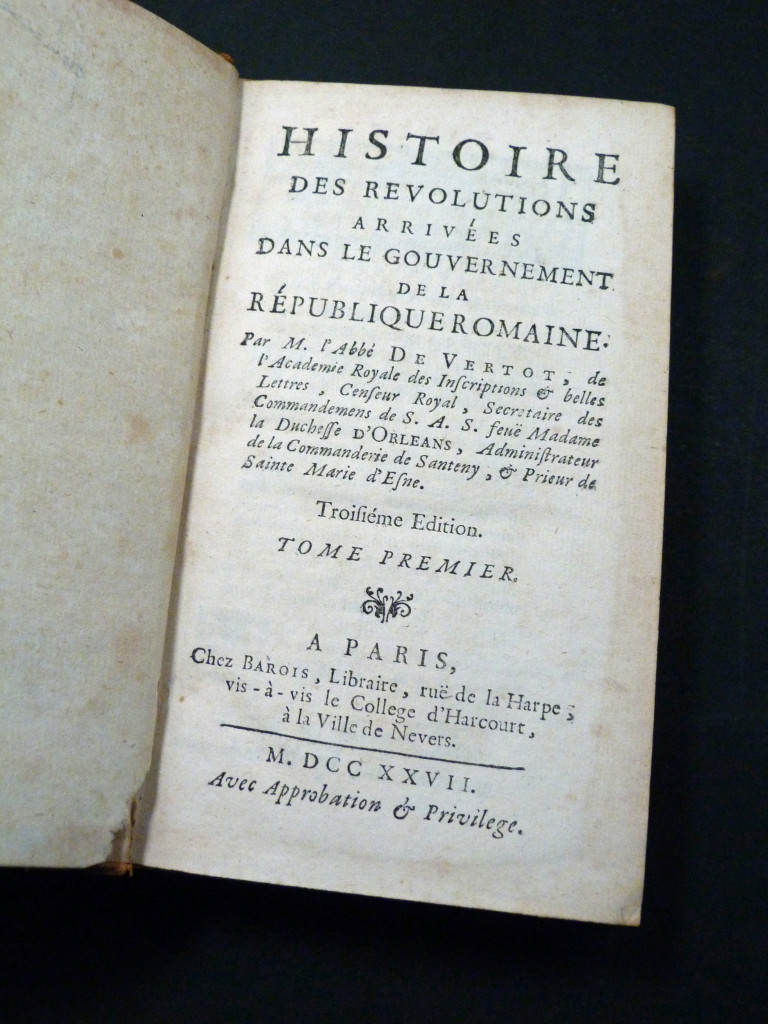 HISTOIRE
DES REVOLUTIONS
ARRIVÉES
DANS LE GOUVERNEMENT
DE LA
RÉPUBLIQUE ROMAINE.
Par M. l'Abbé DE VERTOT, de
l'Academie Royale des Inſcriptions & belles
Lettres, Cenſeur Royal, Secretaire des
Commandemens de S. A. S. feuë Madame
la Ducheſſe D'ORLEANS, Adminiſtrateur
de la Commanderie de Santeny, & Prieur de
Sainte Marie d'Eſne.
Troiſiéme Edition.
TOME PREMIER.
A PARIS,
Chez BAROIS, Libraire, ruë de la Harpe,
vis-à-vis le College d'Harcourt,
à la Ville de Nevers.
M. DCC XXVII.
Avec Approbation & Privilege.